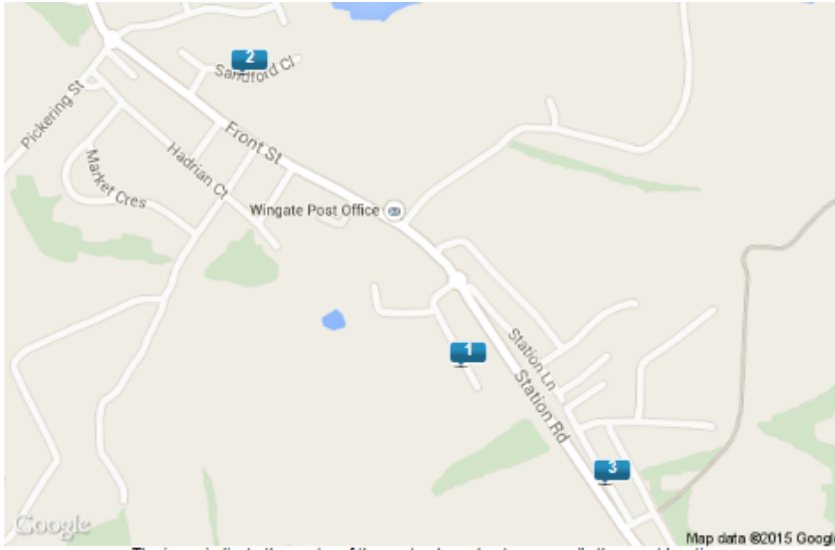 2
Sandford Cl
Pickering St
Front St
Hadrian Ct
Market Cres
Wingate Post Office
1
Station Ln
Station Rd
3
Google
Map data ©2015 Googl